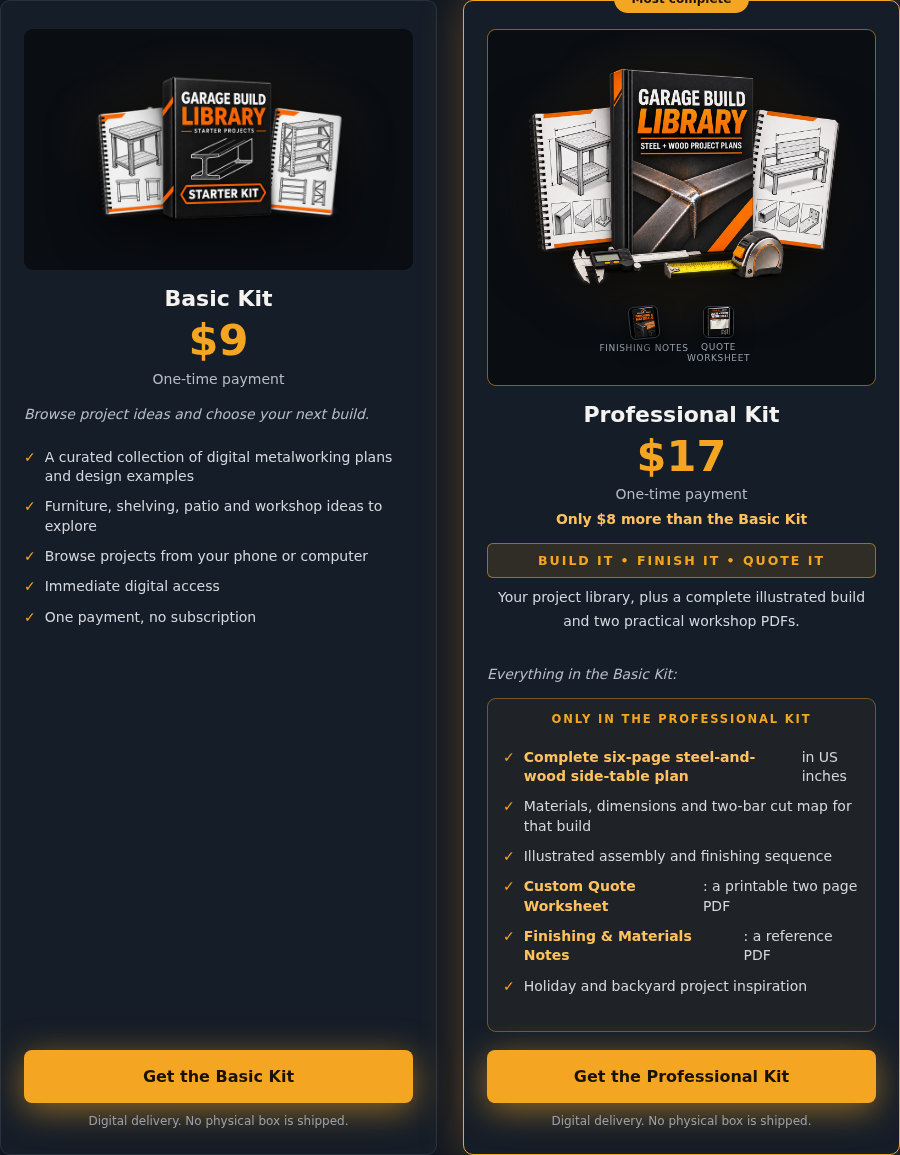 GARAGE BUILD
LIBRARY
STARTER PROJECTS
STARTER KIT
Basic Kit
$9
One-time payment
Browse project ideas and choose your next build.
✓ A curated collection of digital metalworking plans
and design examples
✓ Furniture, shelving, patio and workshop ideas to
explore
✓ Browse projects from your phone or computer
✓ Immediate digital access
✓ One payment, no subscription
Get the Basic Kit
Digital delivery. No physical box is shipped.
Most complete
GARAGE BUILD
LIBRARY
STEEL + WOOD PROJECT PLANS
FINISHING NOTES
QUOTE
WORKSHEET
Professional Kit
$17
One-time payment
Only $8 more than the Basic Kit
BUILD IT • FINISH IT • QUOTE IT
Your project library, plus a complete illustrated build
and two practical workshop PDFs.
Everything in the Basic Kit:
ONLY IN THE PROFESSIONAL KIT
✓ Complete six-page steel-and- in US
wood side-table plan inches
✓ Materials, dimensions and two-bar cut map for
that build
✓ Illustrated assembly and finishing sequence
✓ Custom Quote : a printable two page
Worksheet PDF
✓ Finishing & Materials : a reference
Notes PDF
✓ Holiday and backyard project inspiration
Get the Professional Kit
Digital delivery. No physical box is shipped.